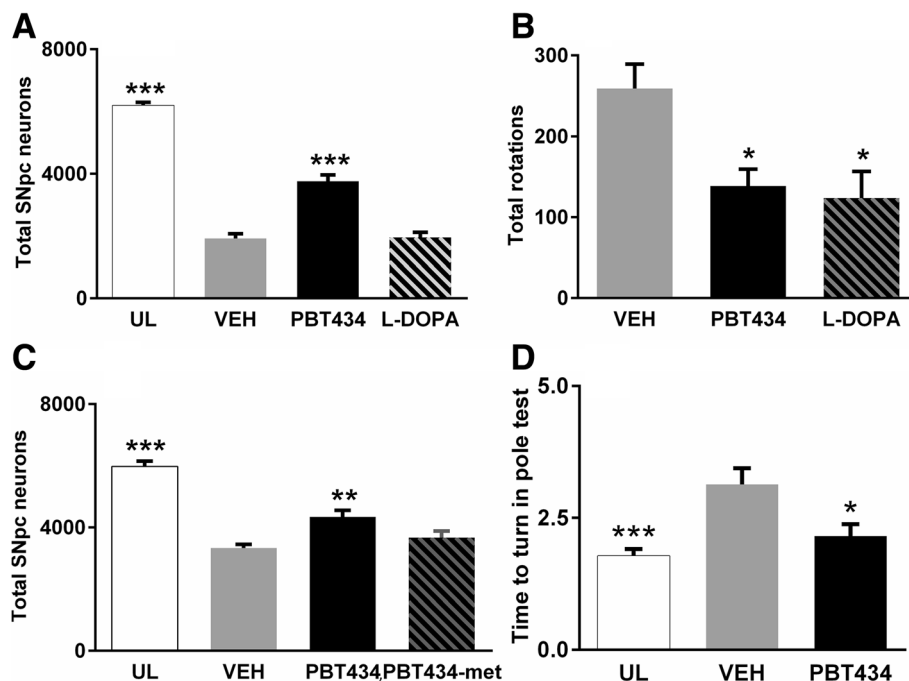 A
Total SNpc neurons
8000
4000
0
***
***
UL VEH PBT434 L-DOPA
B
Total rotations
300
200
100
0
*
*
VEH PBT434 L-DOPA
C
Total SNpc neurons
8000
4000
0
***
**
UL VEH PBT434,PBT434-met
D
Time to turn in pole test
5.0
2.5
0.0
***
*
UL VEH PBT434